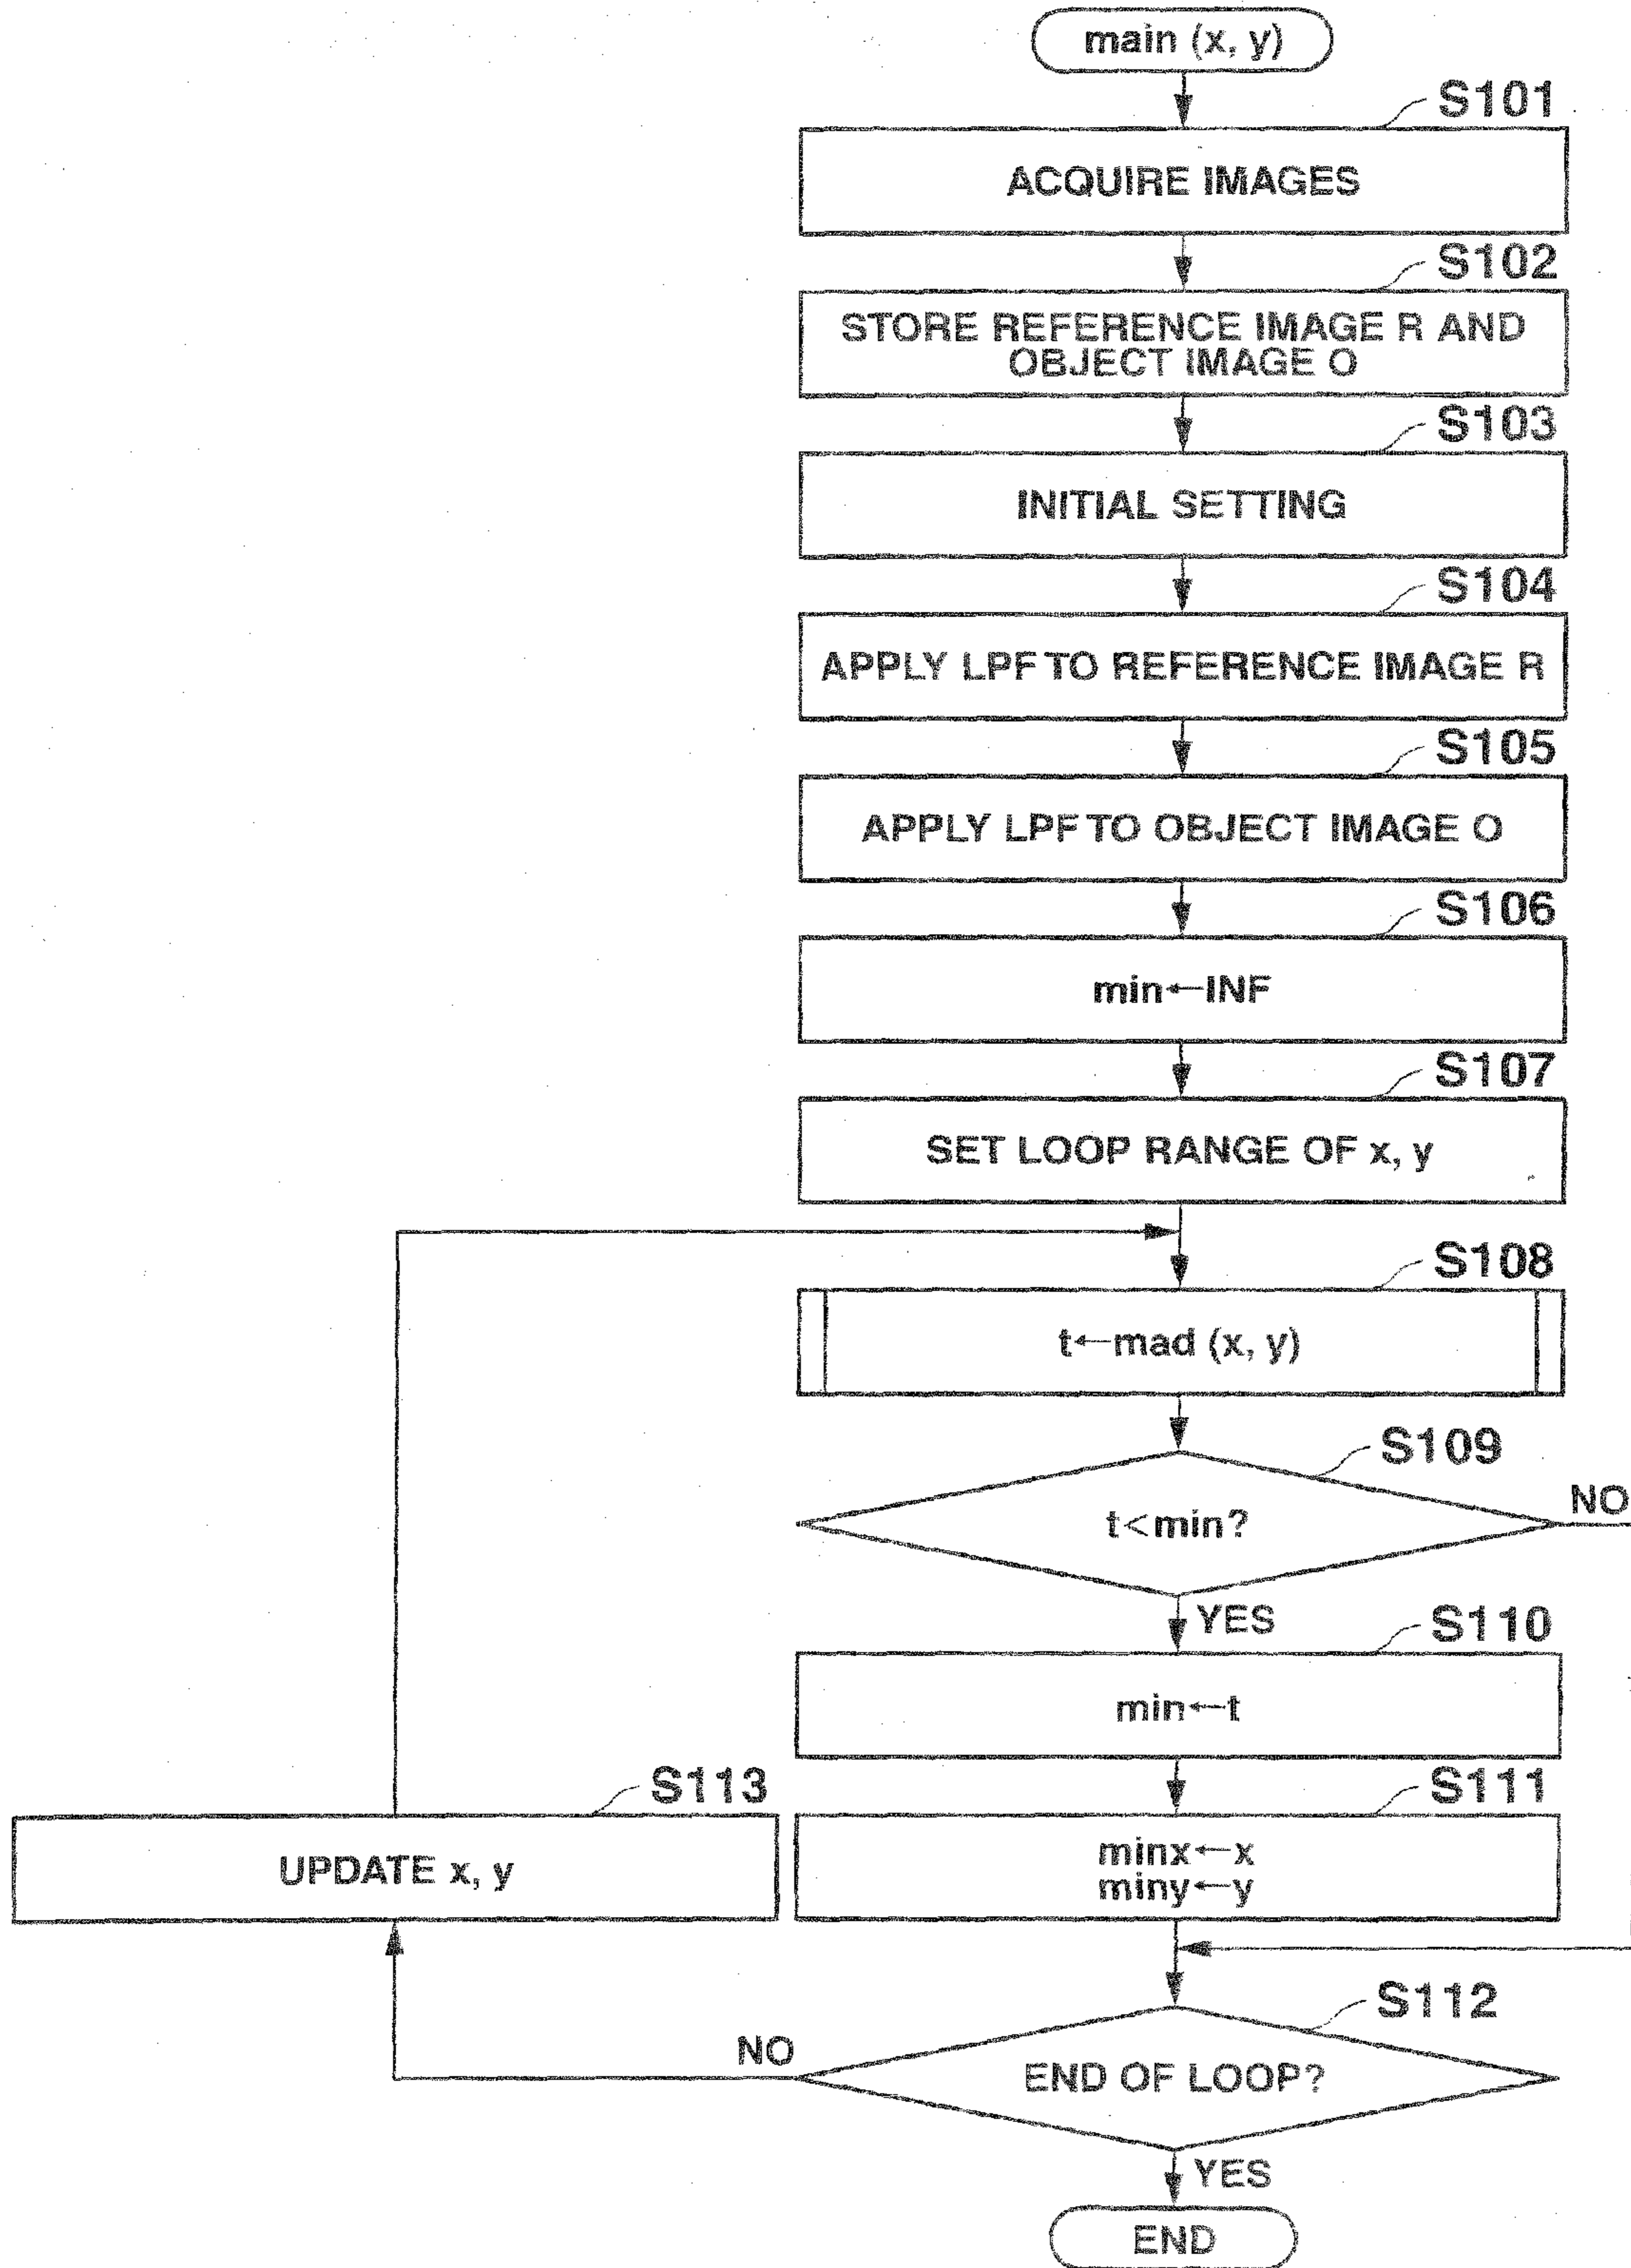 main (x, y)
S101
ACQUIRE IMAGES
S102
STORE REFERENCE IMAGE R AND
OBJECT IMAGE O
S103
INITIAL SETTING
S104
APPLY LPF TO REFERENCE IMAGE R
S105
APPLY LPF TO OBJECT IMAGE O
S106
min←INF
S107
SET LOOP RANGE OF x, y
S108
t←mad (x, y)
S109
t<min?
NO
YES
S110
min←t
S113
S111
UPDATE x, y
minx←x
miny←y
S112
NO
END OF LOOP?
YES
END